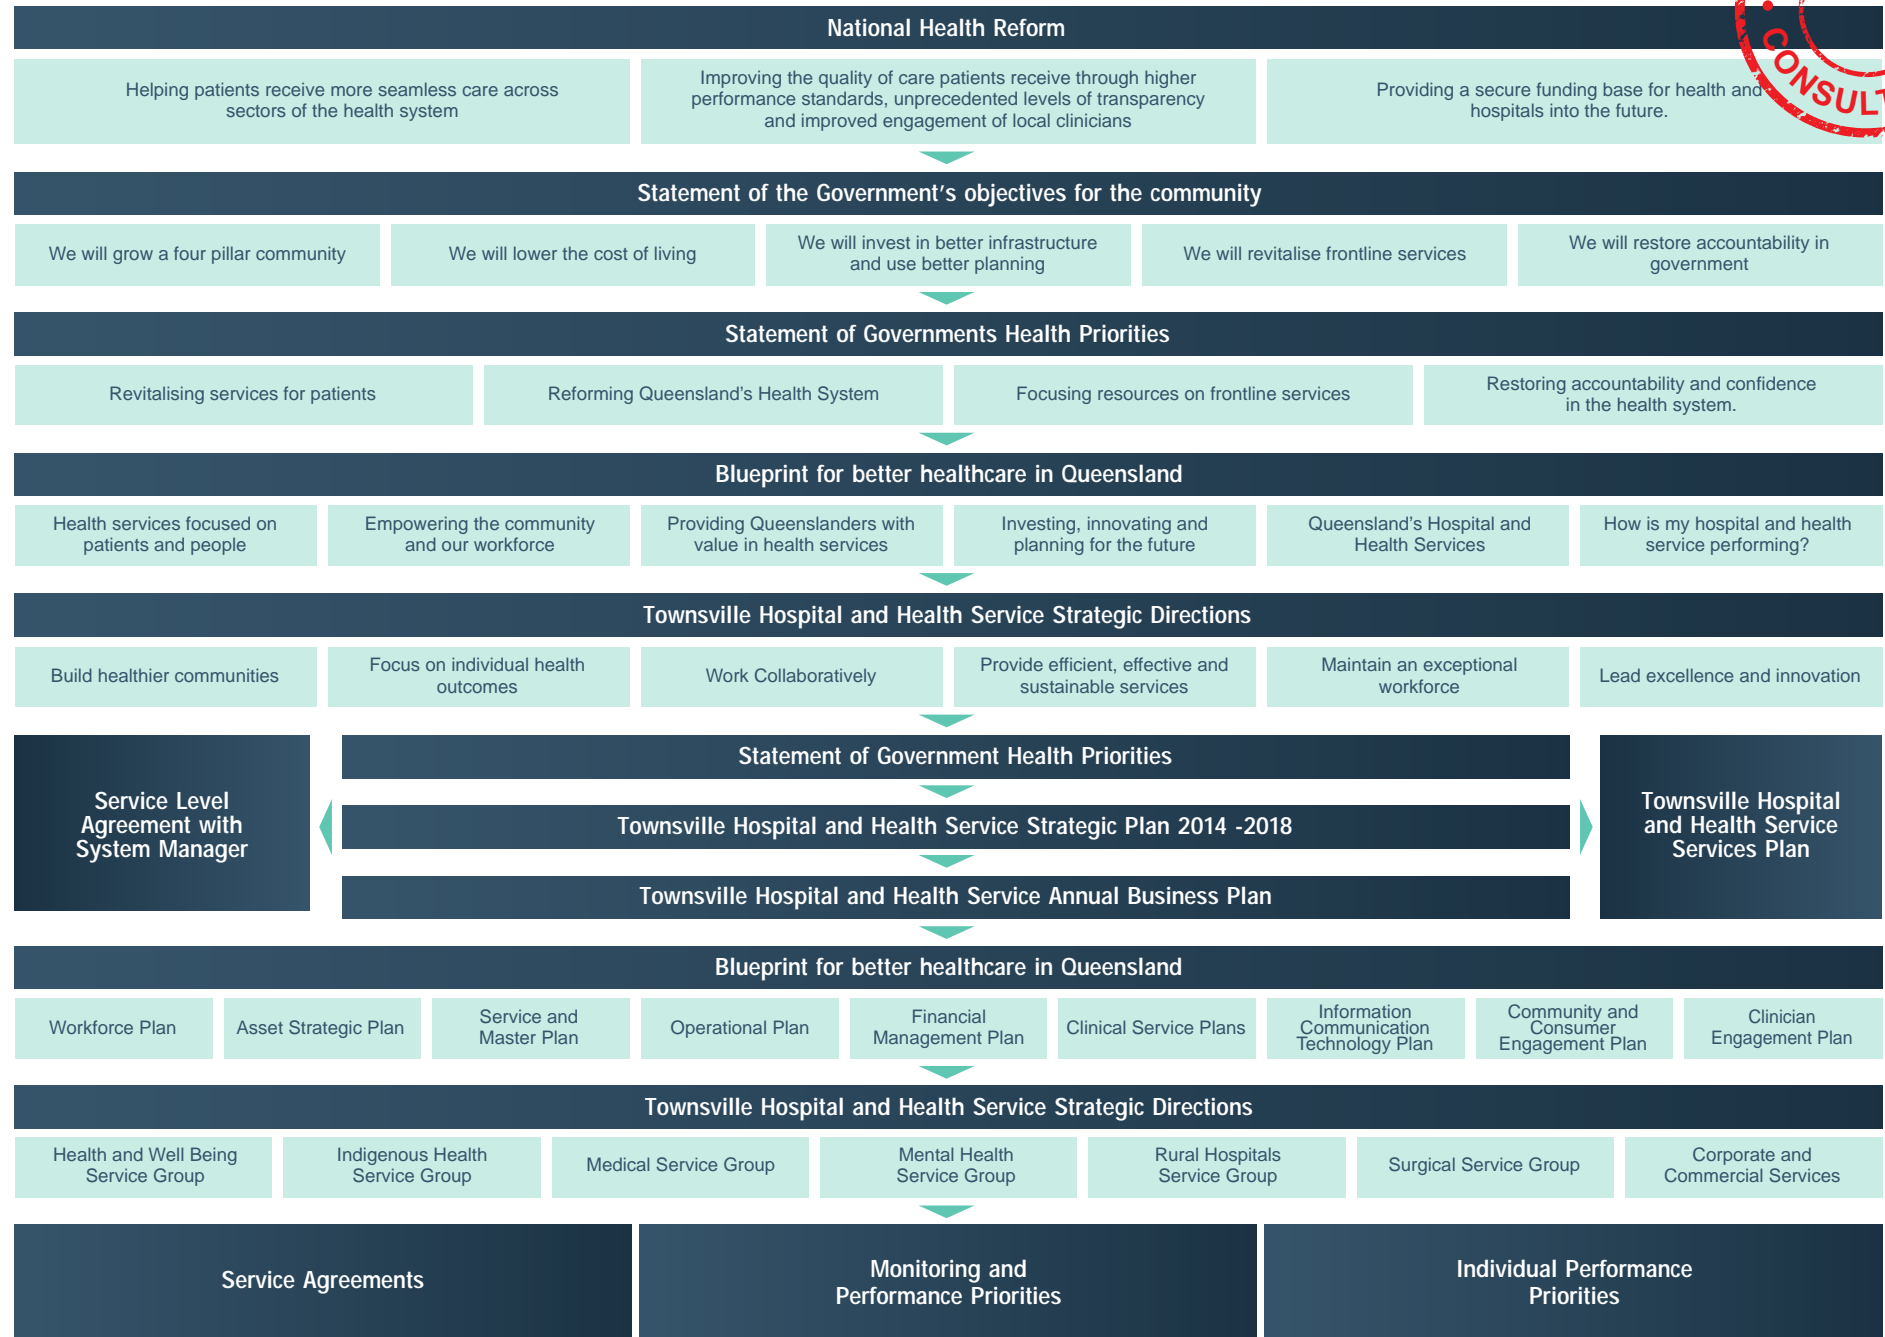 National Health Reform
Helping patients receive more seamless care across
sectors of the health system
Improving the quality of care patients receive through higher
performance standards, unprecedented levels of transparency
and improved engagement of local clinicians
Providing a secure funding base for health and
hospitals into the future.
Statement of the Government's objectives for the community
We will grow a four pillar community
We will lower the cost of living
We will invest in better infrastructure
and use better planning
We will revitalise frontline services
We will restore accountability in
government
Statement of Governments Health Priorities
Revitalising services for patients
Reforming Queensland's Health System
Focusing resources on frontline services
Restoring accountability and confidence
in the health system.
Blueprint for better healthcare in Queensland
Health services focused on
patients and people
Empowering the community
and our workforce
Providing Queenslanders with
value in health services
Investing, innovating and
planning for the future
Queensland's Hospital and
Health Services
How is my hospital and health
service performing?
Townsville Hospital and Health Service Strategic Directions
Build healthier communities
Focus on individual health
outcomes
Work Collaboratively
Provide efficient, effective and
sustainable services
Maintain an exceptional
workforce
Lead excellence and innovation
Service Level
Agreement with
System Manager
Statement of Government Health Priorities
Townsville Hospital and Health Service Strategic Plan 2014 -2018
Townsville Hospital and Health Service Annual Business Plan
Townsville Hospital
and Health Service
Services Plan
Blueprint for better healthcare in Queensland
Workforce Plan
Asset Strategic Plan
Service and
Master Plan
Operational Plan
Financial
Management Plan
Clinical Service Plans
Information
Communication
Technology Plan
Community and
Consumer
Engagement Plan
Clinician
Engagement Plan
Townsville Hospital and Health Service Strategic Directions
Health and Well Being
Service Group
Indigenous Health
Service Group
Medical Service Group
Mental Health
Service Group
Rural Hospitals
Service Group
Surgical Service Group
Corporate and
Commercial Services
Service Agreements
Monitoring and
Performance Priorities
Individual Performance
Priorities